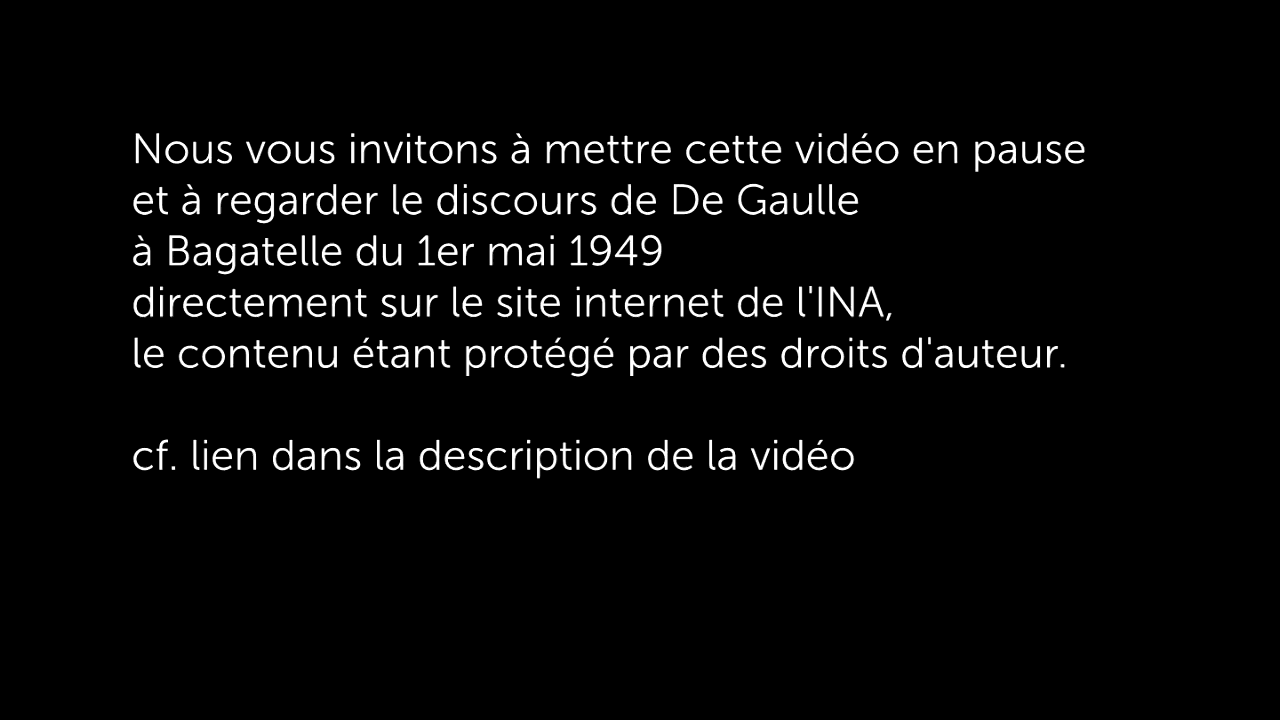 Nous vous invitons à mettre cette vidéo en pause
et à regarder le discours de De Gaulle
à Bagatelle du 1er mai 1949
directement sur le site internet de l'INA,
le contenu étant protégé par des droits d'auteur.
cf. lien dans la description de la vidéo